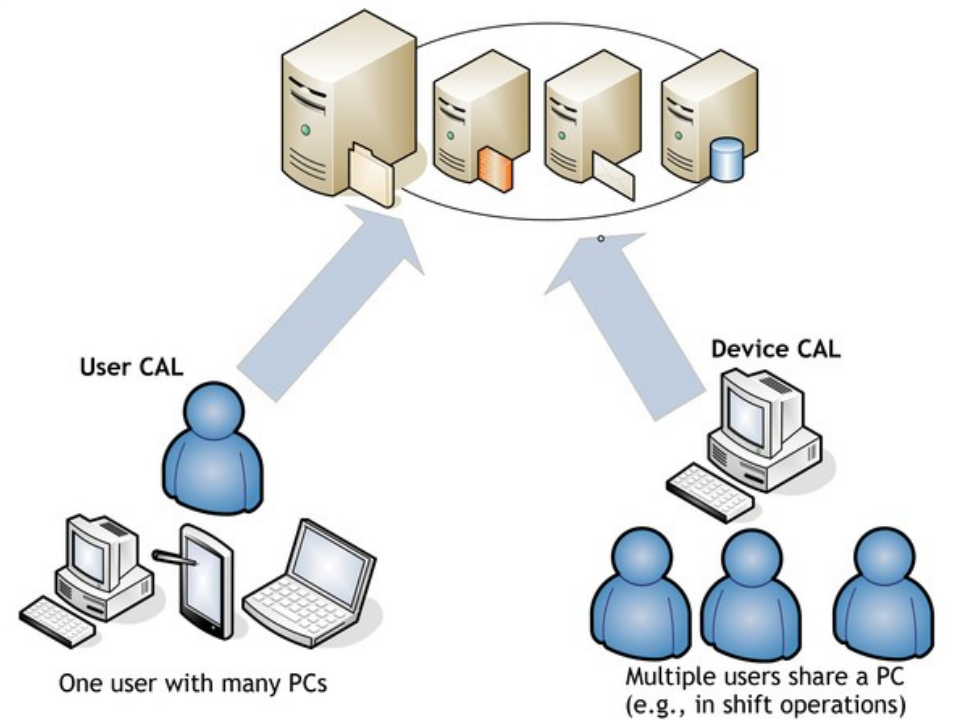 User CAL
Device CAL
One user with many PCs
Multiple users share a PC
(e.g., in shift operations)